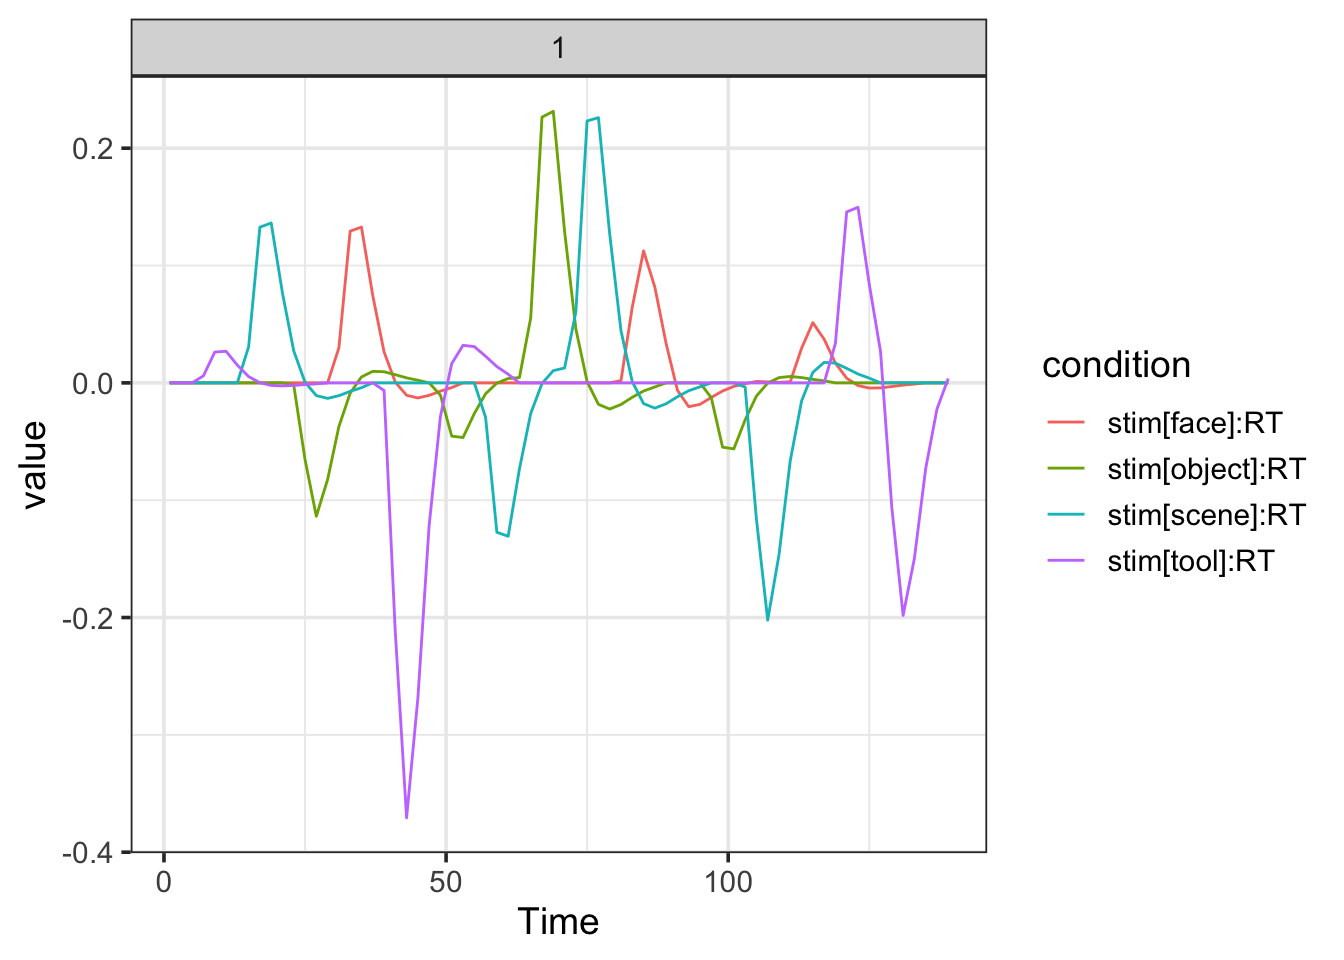 1
0.2
0.0
-0.2
-0.4
value
0
50
100
Time
condition
stim[face]:RT
stim[object]:RT
stim[scene]:RT
stim[tool]:RT